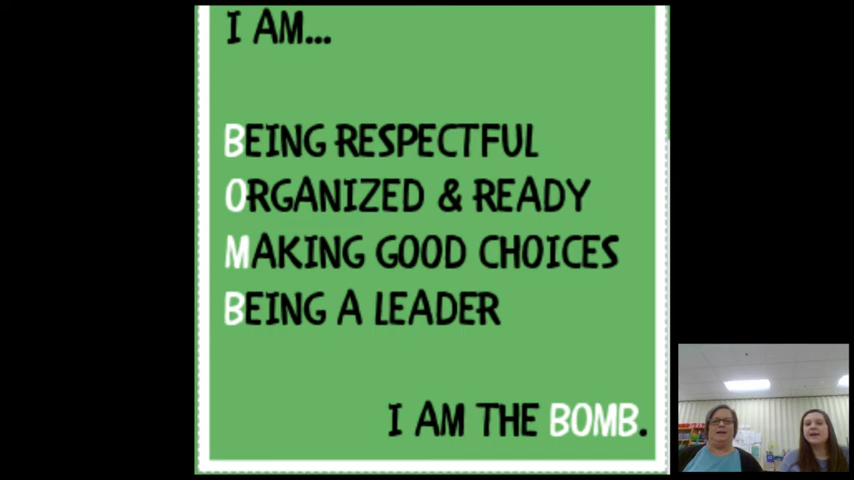 I AM...
BEING RESPECTFUL
ORGANIZED & READY
MAKING GOOD CHOICES
BEING A LEADER
I AM THE BOMB.